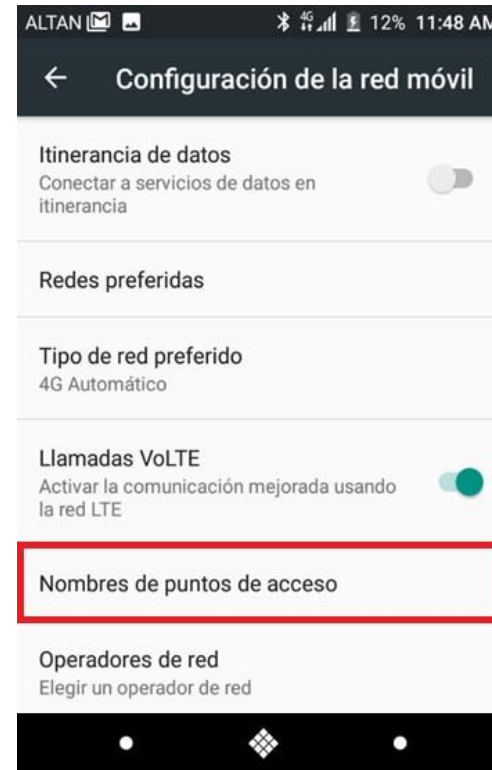 ALTAN 4G 12% 11:48 AM
Configuración de la red móvil
Itinerancia de datos
Conectar a servicios de datos en
itinerancia
Redes preferidas
Tipo de red preferido
4G Automático
Llamadas VoLTE
Activar la comunicación mejorada usando
la red LTE
Nombres de puntos de acceso
Operadores de red
Elegir un operador de red